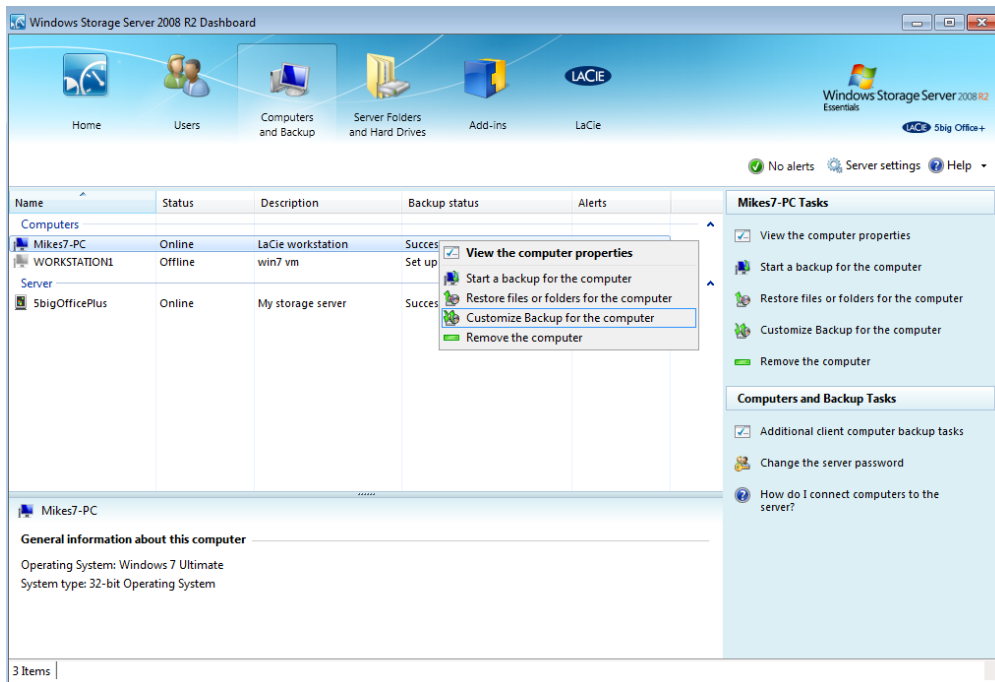 Windows Storage Server 2008 R2 Dashboard
Home
Users
Computers
and Backup
Server Folders
and Hard Drives
Add-ins
LACIE
LaCie
Windows Storage Server 2008 R2
Essentials
LACIE 5big Office+
No alerts
Server settings
Help
Name
Status
Description
Backup status
Alerts
Computers
Mikes7-PC Online LaCie workstation Succes
WORKSTATION1 Offline win7 vm Set up
Server
5bigOfficePlus Online My storage server Succes
View the computer properties
Start a backup for the computer
Restore files or folders for the computer
Customize Backup for the computer
Remove the computer
Mikes7-PC Tasks
View the computer properties
Start a backup for the computer
Restore files or folders for the computer
Customize Backup for the computer
Remove the computer
Computers and Backup Tasks
Additional client computer backup tasks
Change the server password
How do I connect computers to the
server?
Mikes7-PC
General information about this computer
Operating System: Windows 7 Ultimate
System type: 32-bit Operating System
3 Items